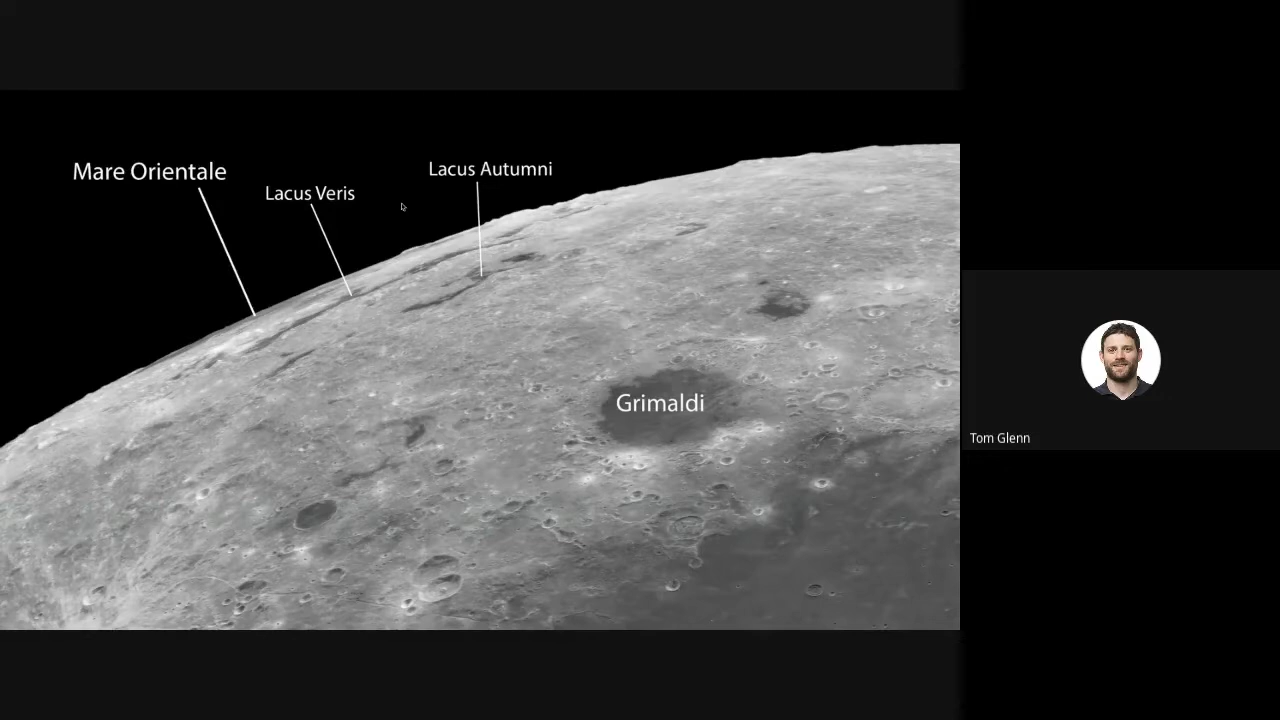 Mare Orientale
Lacus Veris
Lacus Autumni
Grimaldi
Tom Glenn